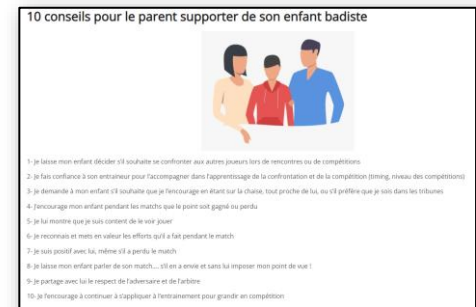 10 conseils pour le parent supporter de son enfant badiste
1- Je laisse mon enfant décider s'il souhaite se confronter aux autres joueurs lors de rencontres ou de compétitions
2- Je fais confiance à son entraineur pour l'accompagner dans l'apprentissage de la confrontation et de la compétition (timing, niveau des compétitions)
3- Je demande à mon enfant s'il souhaite que je l'encourage en étant sur la chaise, tout proche de lui, ou s'il préfère que je sois dans les tribunes
4- J'encourage mon enfant pendant les matchs que le point soit gagné ou perdu
5- Je lui montre que je suis content de le voir jouer
6- Je reconnais et mets en valeur les efforts qu'il a fait pendant le match
7- Je suis positif avec lui, même s'il a perdu le match
8- Je laisse mon enfant parler de son match.... s'il en a envie et sans lui imposer mon point de vue !
9- Je partage avec lui le respect de l'adversaire et de l'arbitre
10- Je l'encourage à continuer à s'appliquer à l'entrainement pour grandir en compétition